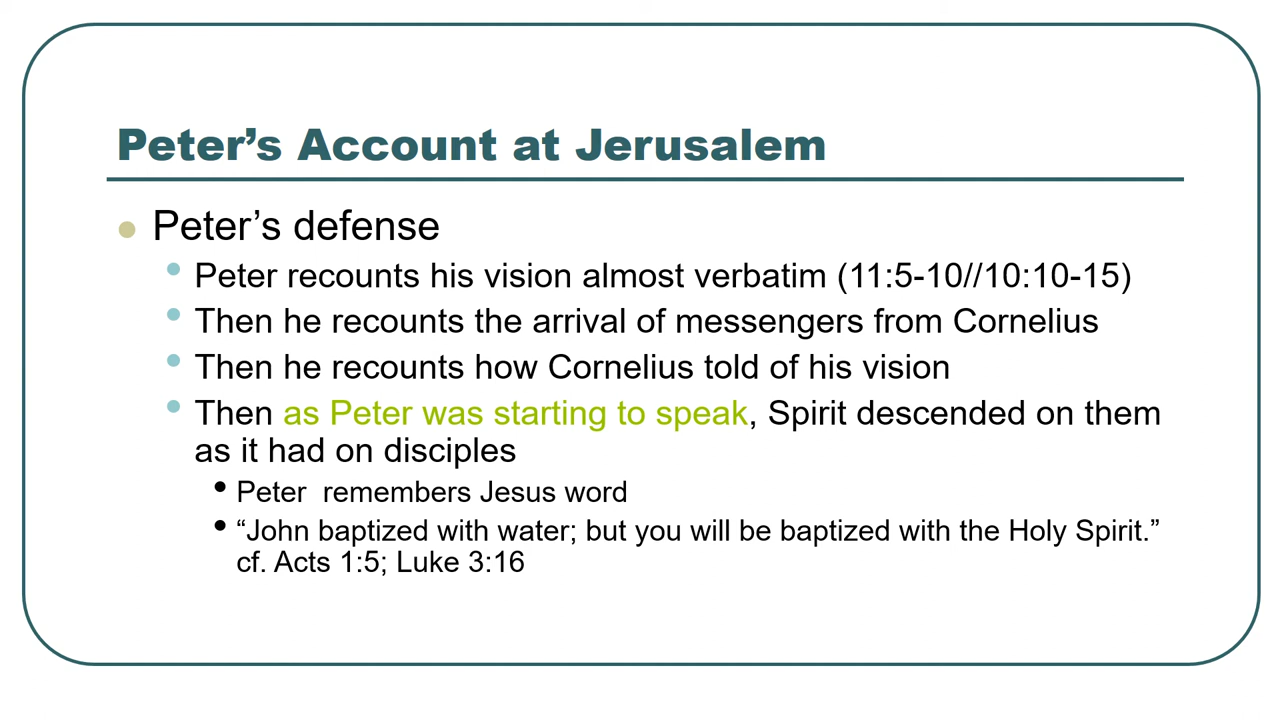 Peter’s Account at Jerusalem
Peter’s defense
Peter recounts his vision almost verbatim (11:5-10//10:10-15)
Then he recounts the arrival of messengers from Cornelius
Then he recounts how Cornelius told of his vision
Then as Peter was starting to speak, Spirit descended on them
as it had on disciples
Peter  remembers Jesus word
“John baptized with water; but you will be baptized with the Holy Spirit.”
cf. Acts 1:5; Luke 3:16